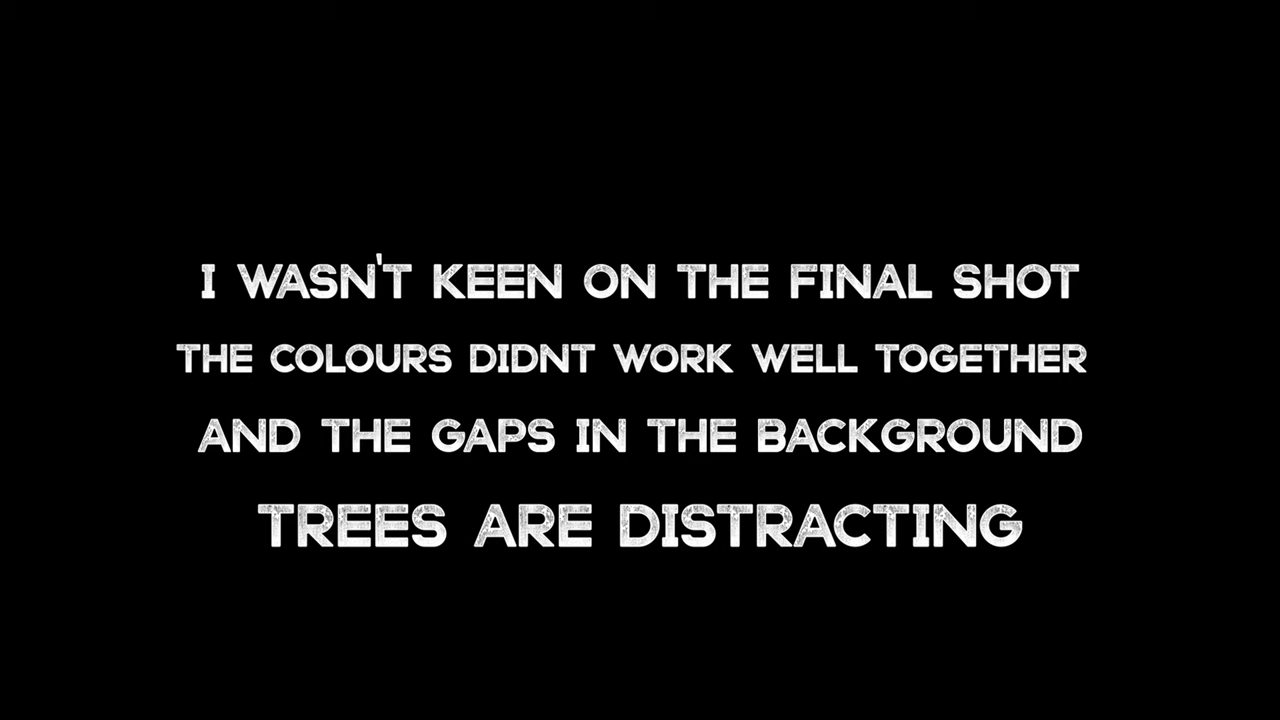 I WASN'T KEEN ON THE FINAL SHOT
THE COLOURS DIDNT WORK WELL TOGETHER
AND THE GAPS IN THE BACKGROUND
TREES ARE DISTRACTING